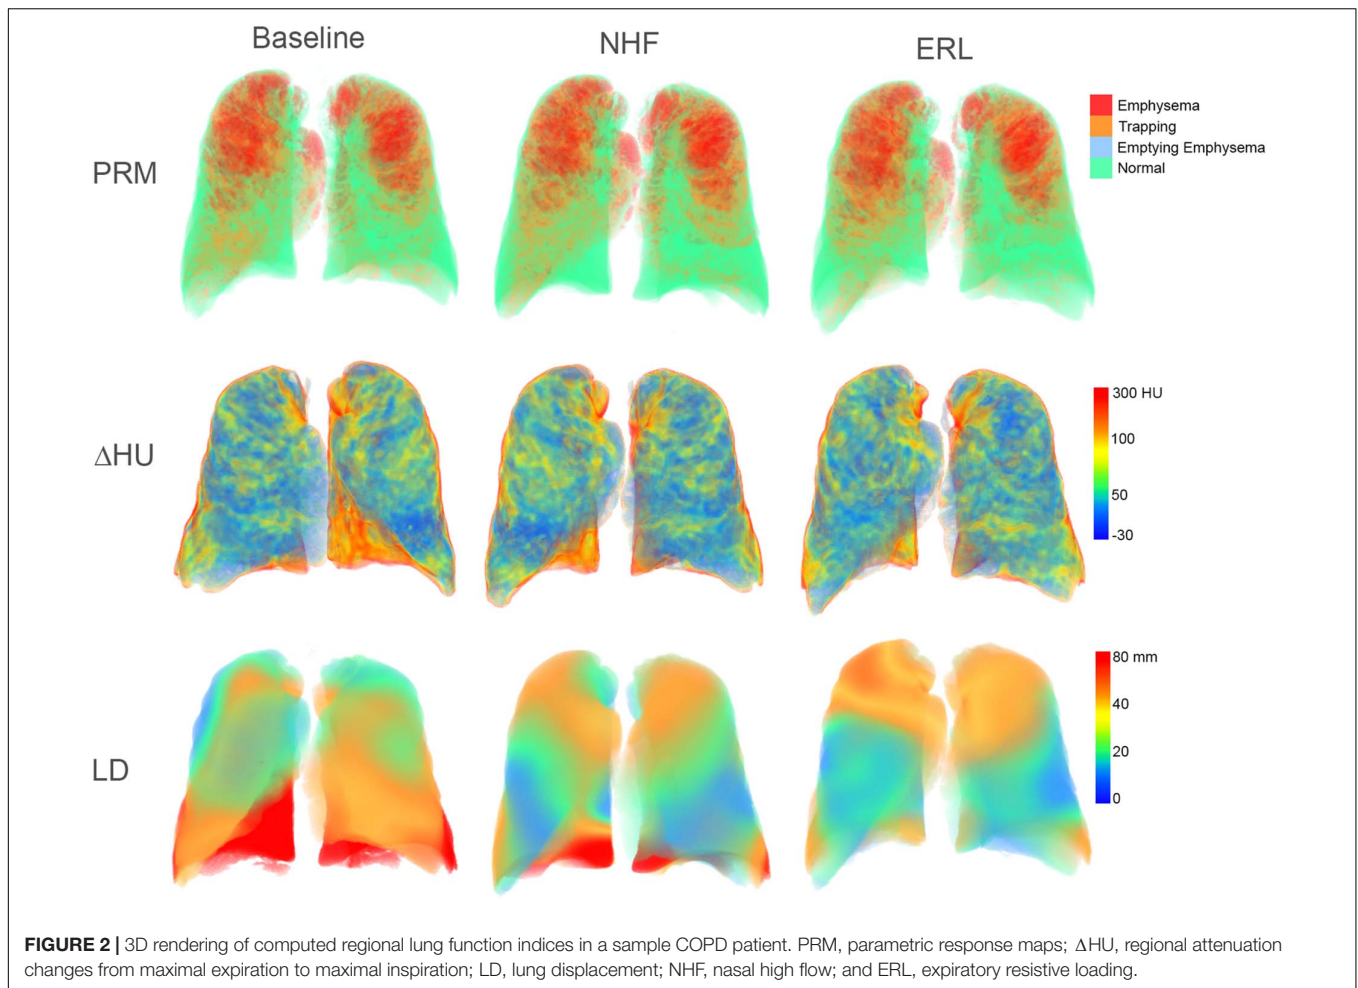 Baseline
NHF
ERL
PRM
Emphysema
Trapping
Emptying Emphysema
Normal
ΔHU
300 HU
100
50
-30
LD
80 mm
40
20
0
FIGURE 2 | 3D rendering of computed regional lung function indices in a sample COPD patient. PRM, parametric response maps; ΔHU, regional attenuation
changes from maximal expiration to maximal inspiration; LD, lung displacement; NHF, nasal high flow; and ERL, expiratory resistive loading.